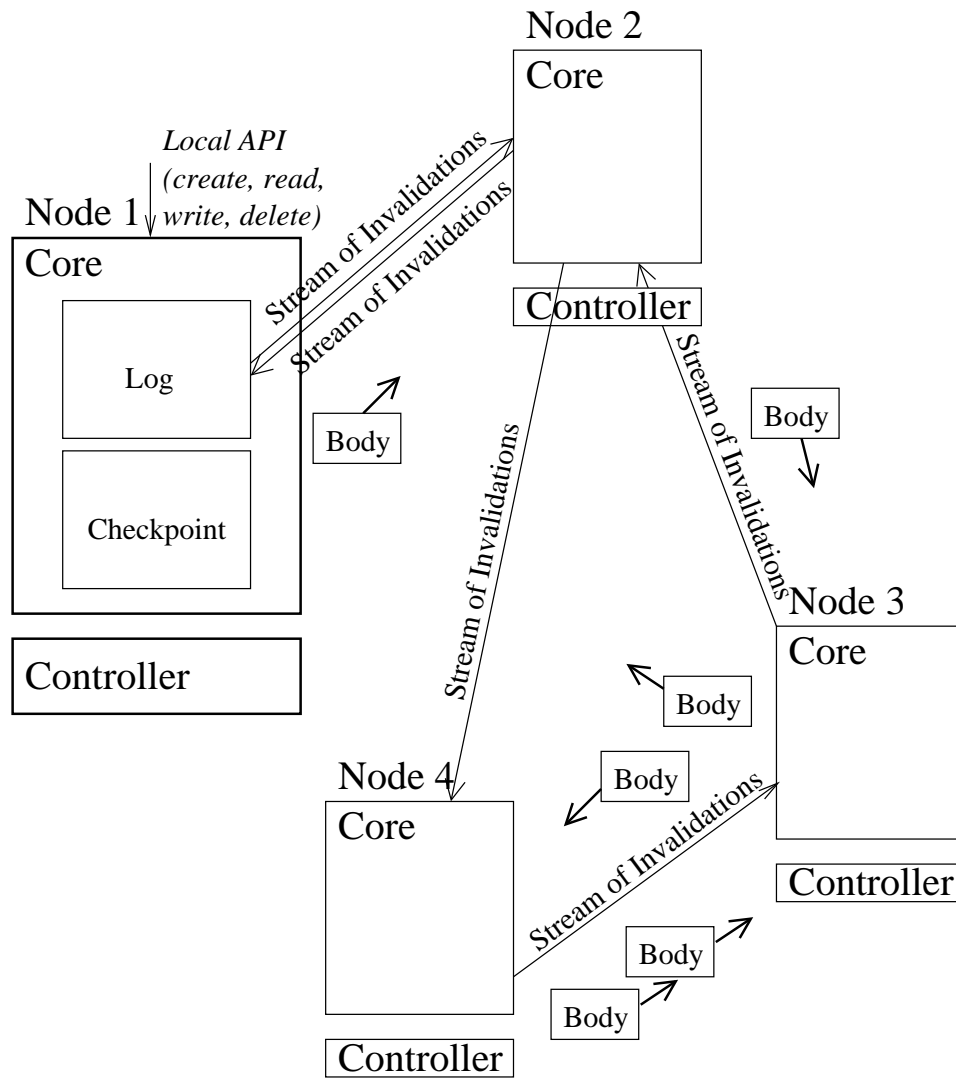 Node 2
Core
Local API
(create, read,
write, delete)
Node 1
Core
Stream of Invalidations
Stream of Invalidations
Controller
Log
Body
Body
Stream of Invalidations
Stream of Invalidations
Checkpoint
Node 3
Core
Controller
Body
Node 4
Body
Core
Stream of Invalidations
Controller
Body
Body
Controller